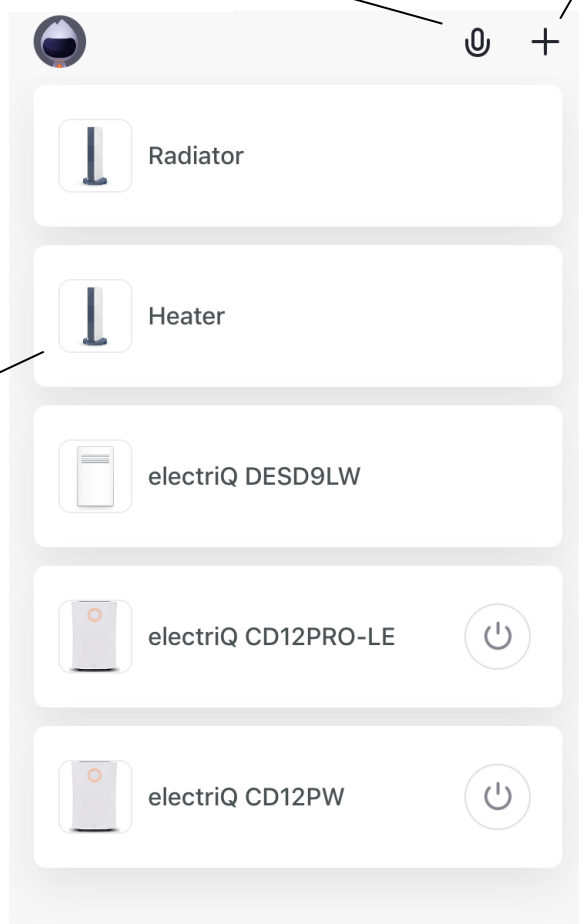 Radiator
Heater
electriQ DESD9LW
electriQ CD12PRO-LE
electriQ CD12PW